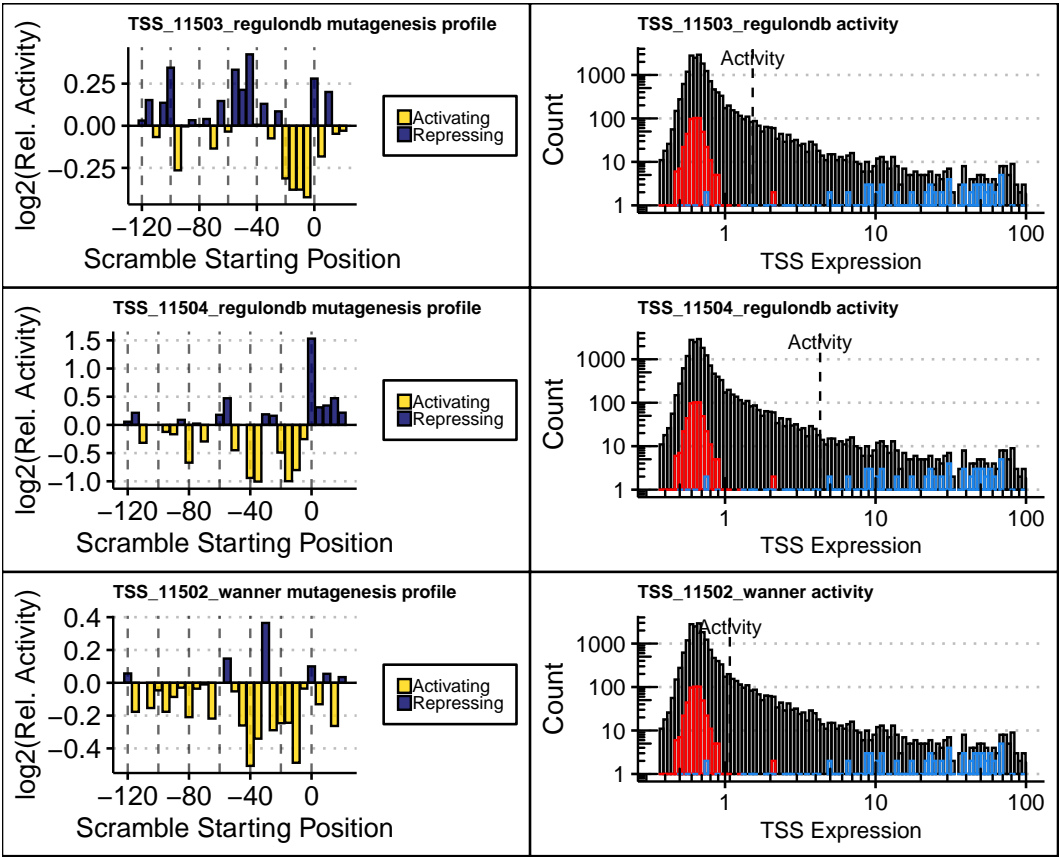 TSS_11503_regulondb mutagenesis profile
log2(Rel. Activity)
0.25
0.00
−0.25
−120 −80 −40 0
Scramble Starting Position
Activating
Repressing
TSS_11503_regulondb activity
Activity
Count
1000
100
10
1
1 10 100
TSS Expression
TSS_11504_regulondb mutagenesis profile
log2(Rel. Activity)
1.5
1.0
0.5
0.0
−0.5
−1.0
−120 −80 −40 0
Scramble Starting Position
Activating
Repressing
TSS_11504_regulondb activity
Activity
Count
1000
100
10
1
1 10 100
TSS Expression
TSS_11502_wanner mutagenesis profile
log2(Rel. Activity)
0.4
0.2
0.0
−0.2
−0.4
−120 −80 −40 0
Scramble Starting Position
Activating
Repressing
TSS_11502_wanner activity
Activity
Count
1000
100
10
1
1 10 100
TSS Expression